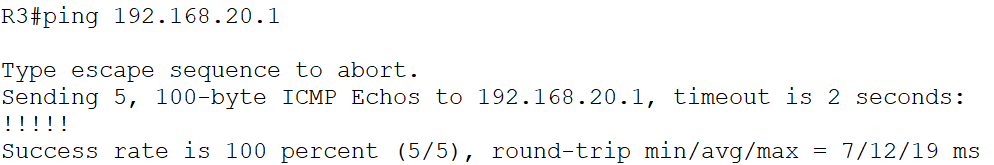 R3#ping 192.168.20.1
Type escape sequence to abort.
Sending 5, 100-byte ICMP Echos to 192.168.20.1, timeout is 2 seconds:
!!!!!
Success rate is 100 percent (5/5), round-trip min/avg/max = 7/12/19 ms